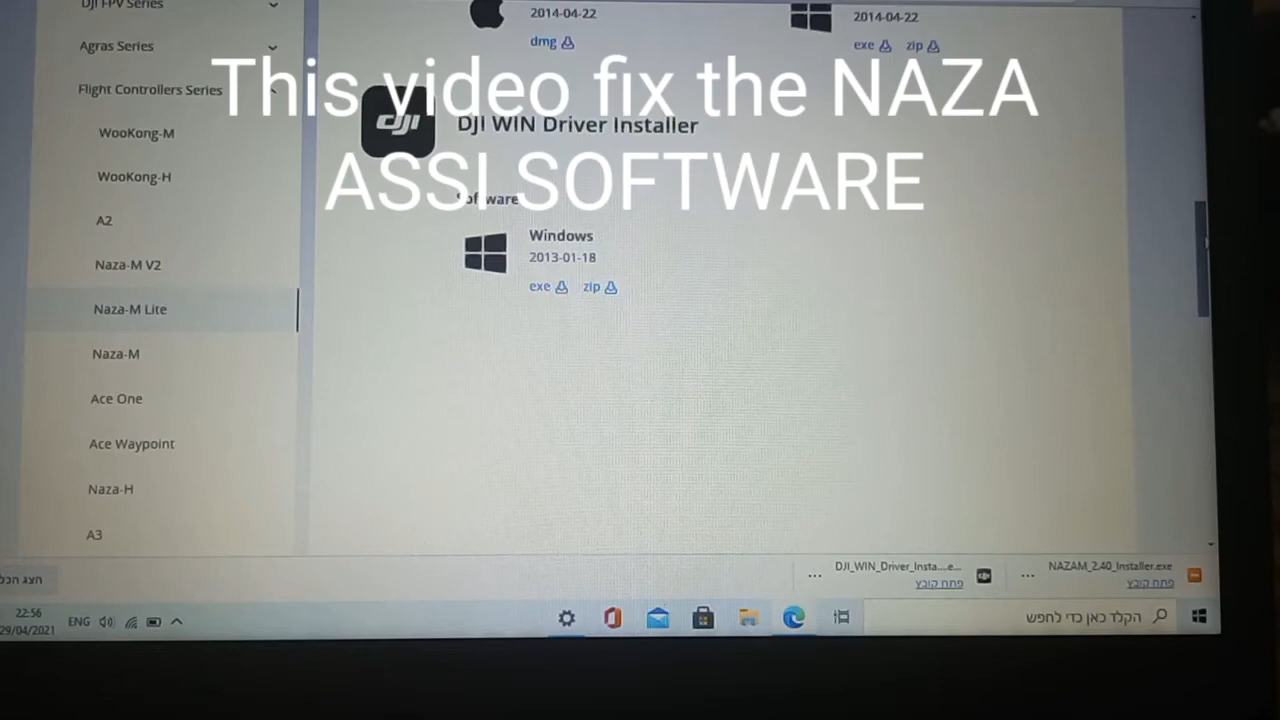 DJI FPV Series
Agras Series
Flight Controllers Series
WooKong-M
WooKong-H
A2
Naza-M V2
Naza-M Lite
Naza-M
Ace One
Ace Waypoint
Naza-H
A3
2014-04-22
dmg
2014-04-22
exe zip
This video fix the NAZA
ASSI SOFTWARE
dji
DJI WIN Driver Installer
Software
Windows
2013-01-18
exe zip
הצג הכל
DJI_WIN_Driver_Insta....e...
פתח קובץ
NAZAM_2.40_Installer.exe
פתח קובץ
22:56
29/04/2021
ENG
הקלד כאן כדי לחפש